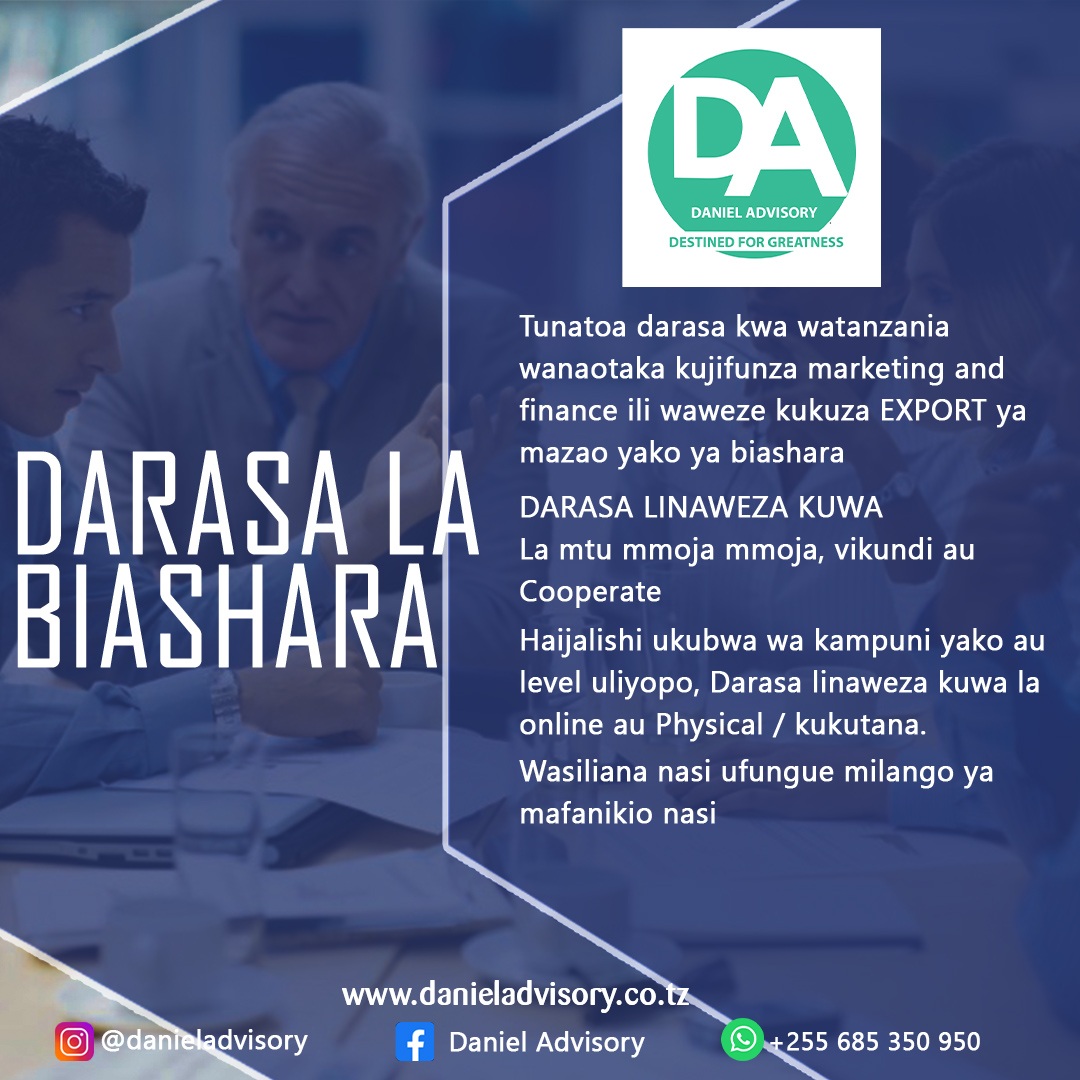 DA
DANIEL ADVISORY
DESTINED FOR GREATNESS
Tunatoa darasa kwa watanzania
wanaotaka kujifunza marketing and
finance ili waweze kukuza EXPORT ya
mazao yako ya biashara
DARASA LA
BIASHARA
DARASA LINAWEZA KUWA
La mtu mmoja mmoja, vikundi au
Cooperate
Haijalishi ukubwa wa kampuni yako au
level uliyopo, Darasa linaweza kuwa la
online au Physical / kukutana.
Wasiliana nasi ufungue milango ya
mafanikio nasi
www.danieladvisory.co.tz
@danieladvisory
Daniel Advisory
+255 685 350 950